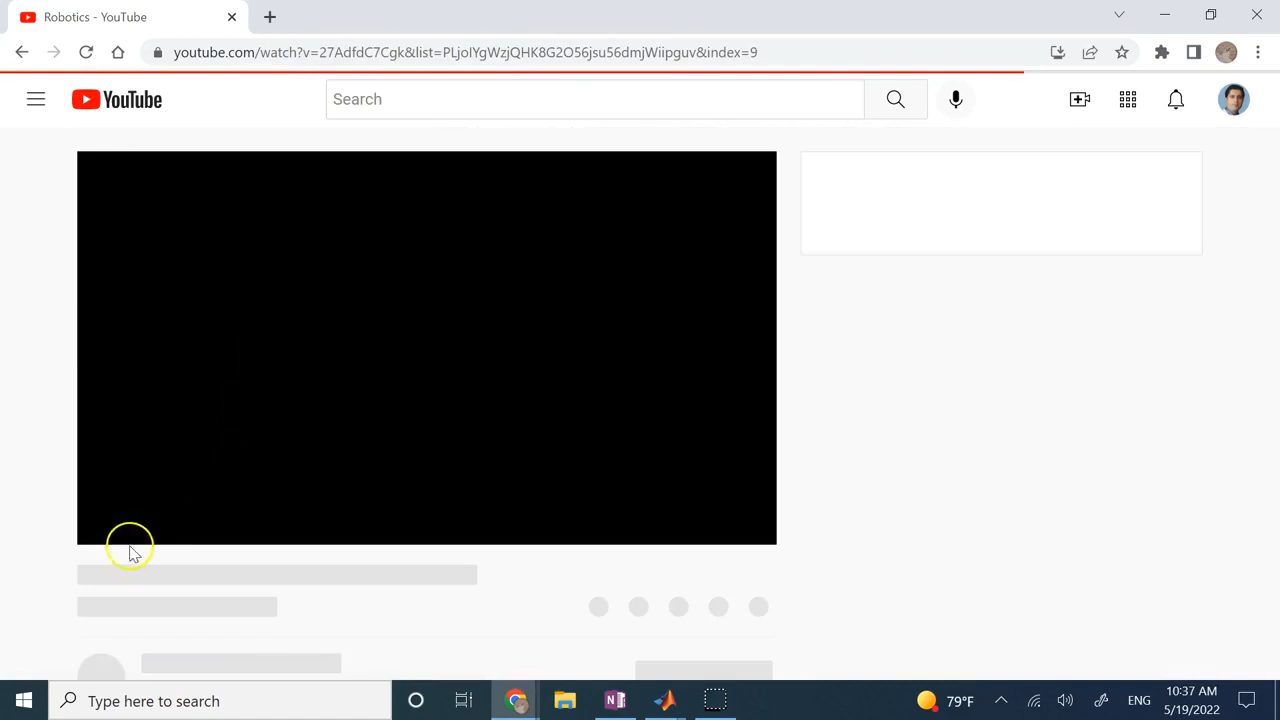 Robotics - YouTube
youtube.com/watch?v=27AdfdC7Cgk&list=PLjoIYgWzjQHK8G2O56jsu56dmjWiipguv&index=9
YouTube
Search
Type here to search
79°F
ENG
10:37 AM
5/19/2022